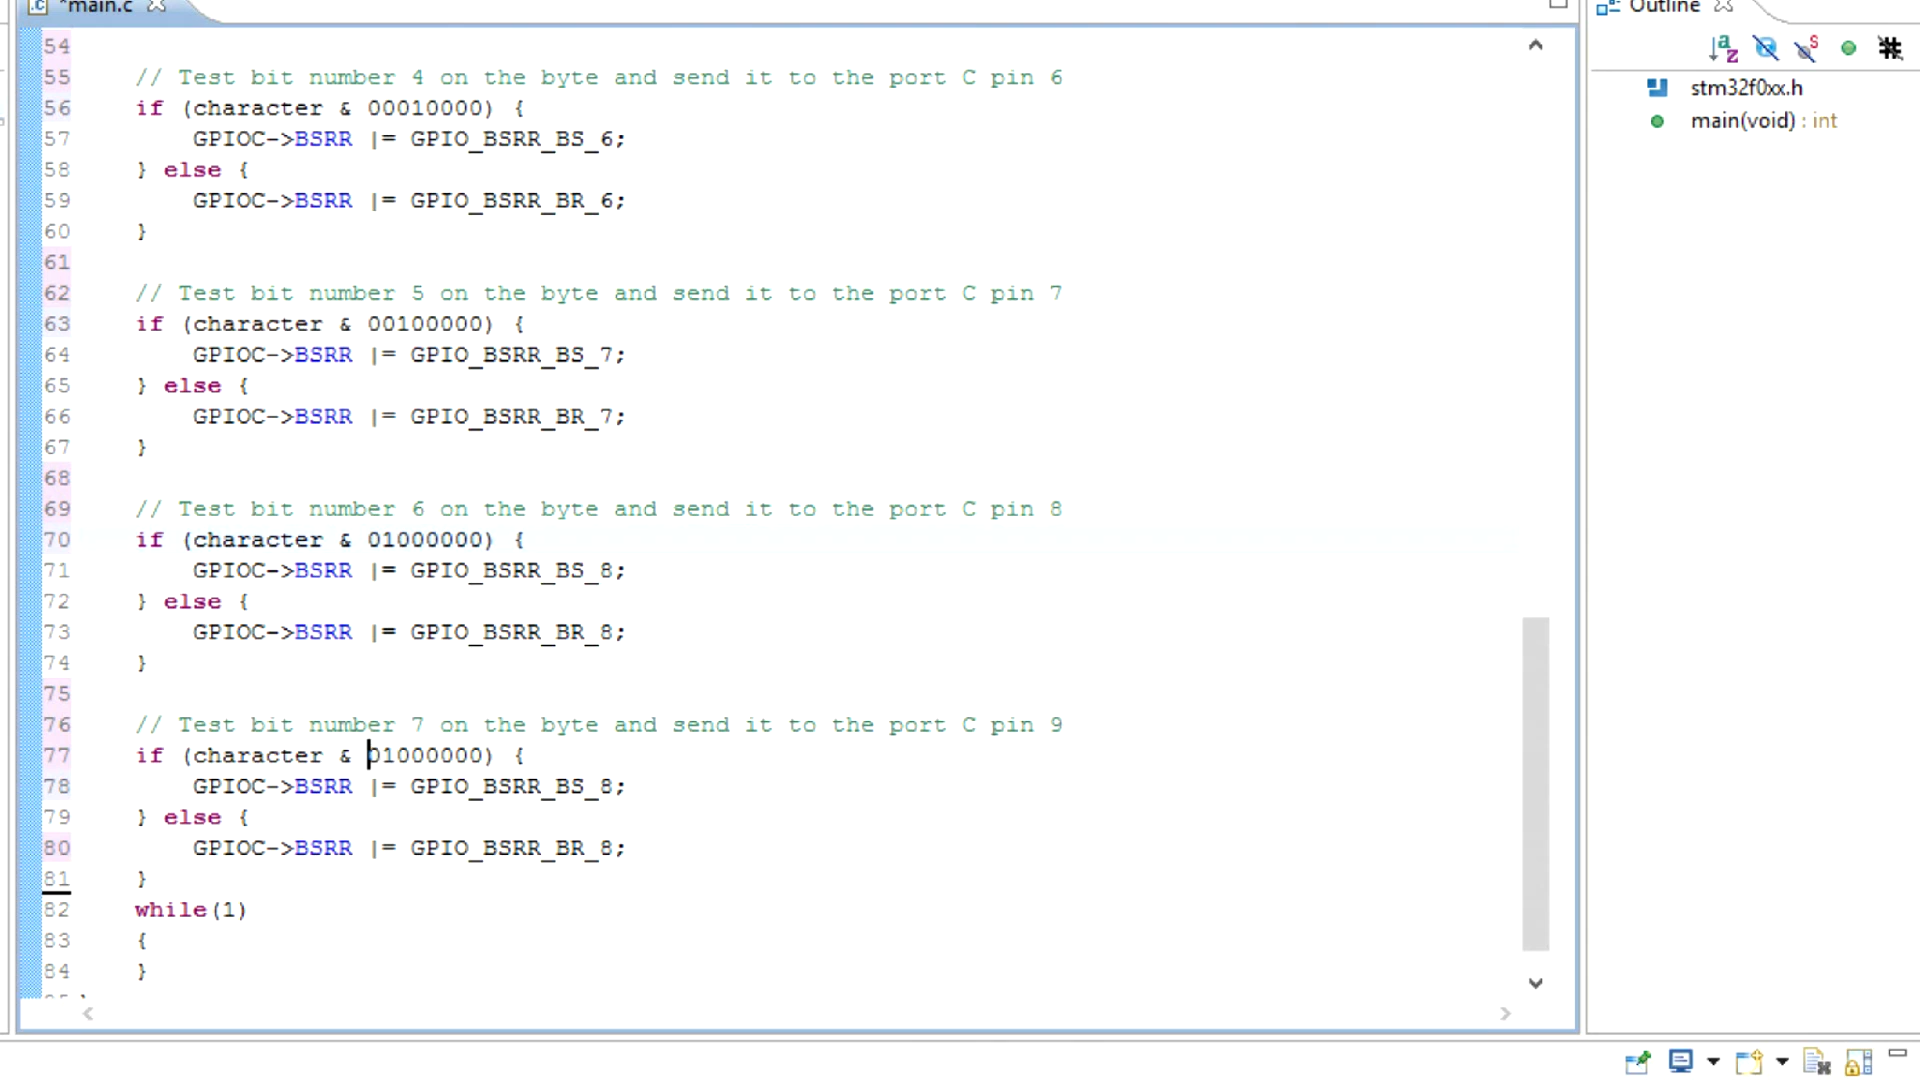 *main.c
54
55 // Test bit number 4 on the byte and send it to the port C pin 6
56 if (character & 00010000) {
57 GPIOC->BSRR |= GPIO_BSRR_BS_6;
58 } else {
59 GPIOC->BSRR |= GPIO_BSRR_BR_6;
60 }
61
62 // Test bit number 5 on the byte and send it to the port C pin 7
63 if (character & 00100000) {
64 GPIOC->BSRR |= GPIO_BSRR_BS_7;
65 } else {
66 GPIOC->BSRR |= GPIO_BSRR_BR_7;
67 }
68
69 // Test bit number 6 on the byte and send it to the port C pin 8
70 if (character & 01000000) {
71 GPIOC->BSRR |= GPIO_BSRR_BS_8;
72 } else {
73 GPIOC->BSRR |= GPIO_BSRR_BR_8;
74 }
75
76 // Test bit number 7 on the byte and send it to the port C pin 9
77 if (character & 01000000) {
78 GPIOC->BSRR |= GPIO_BSRR_BS_8;
79 } else {
80 GPIOC->BSRR |= GPIO_BSRR_BR_8;
81 }
82 while(1)
83 {
84 }
Outline
stm32f0xx.h
main(void) : int